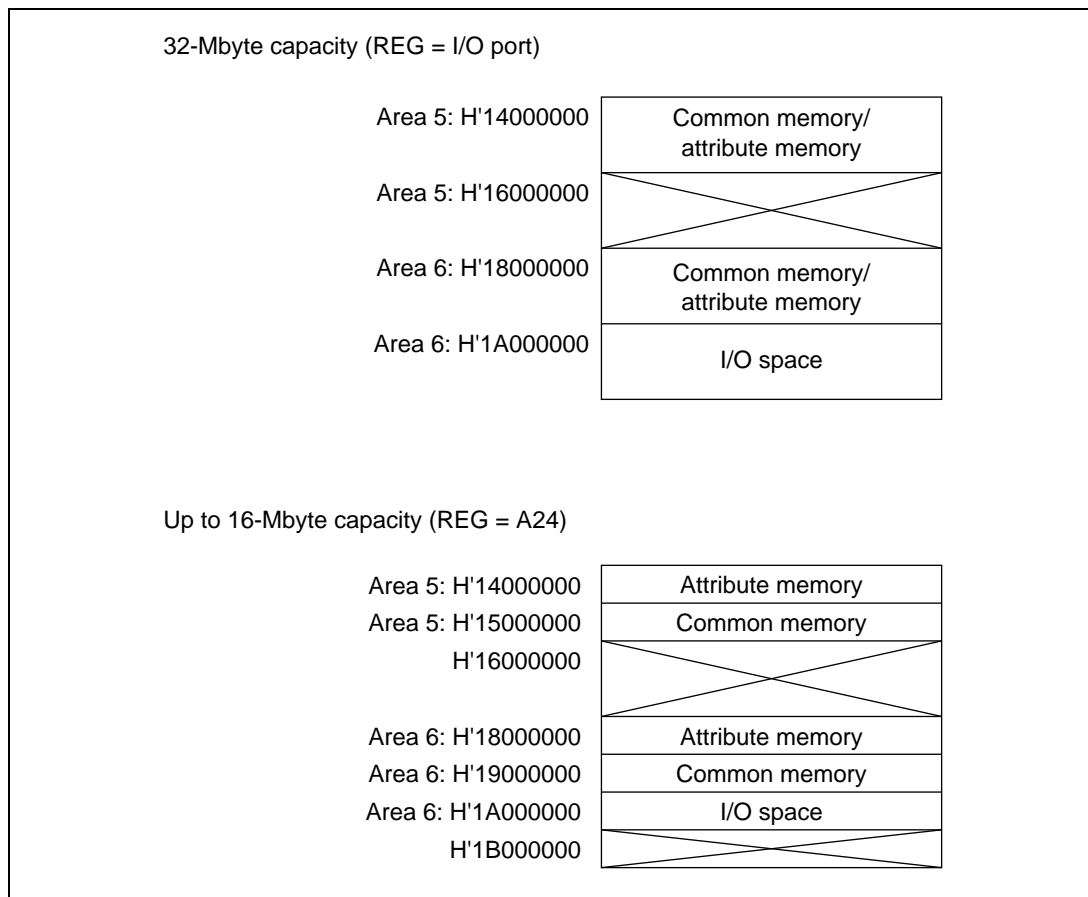 32-Mbyte capacity (REG = I/O port)
Area 5: H'14000000
Common memory/
attribute memory
Area 5: H'16000000
Area 6: H'18000000
Common memory/
attribute memory
Area 6: H'1A000000
I/O space
Up to 16-Mbyte capacity (REG = A24)
Area 5: H'14000000 Attribute memory
Area 5: H'15000000 Common memory
H'16000000
Area 6: H'18000000 Attribute memory
Area 6: H'19000000 Common memory
Area 6: H'1A000000 I/O space
H'1B000000